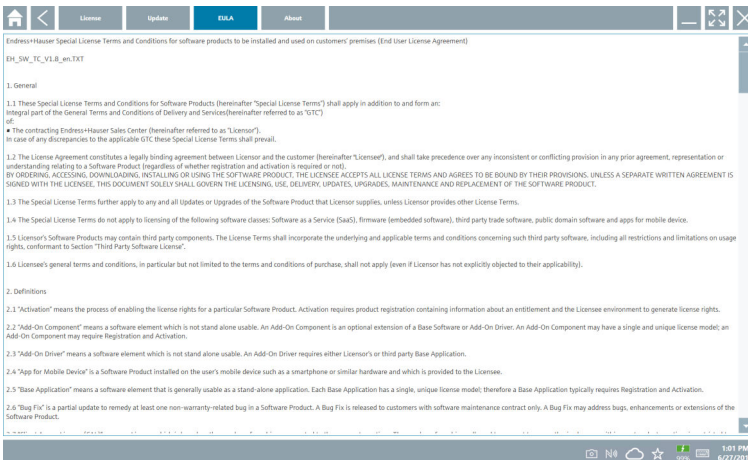 License Update EULA About
Endress+Hauser Special License Terms and Conditions for software products to be installed and used on customers' premises (End User License Agreement)
EH_SW_TC_V1.8_en.TXT
1. General
1.1 These Special License Terms and Conditions for Software Products (hereinafter "Special License Terms") shall apply in addition to and form an:
Integral part of the General Terms and Conditions of Delivery and Services(hereinafter referred to as "GTC")
of:
▪ The contracting Endress+Hauser Sales Center (hereinafter referred to as "Licensor").
In case of any discrepancies to the applicable GTC these Special License Terms shall prevail.
1.2 The License Agreement constitutes a legally binding agreement between Licensor and the customer (hereinafter "Licensee"), and shall take precedence over any inconsistent or conflicting provision in any prior agreement, representation or
understanding relating to a Software Product (regardless of whether registration and activation is required or not).
BY ORDERING, ACCESSING, DOWNLOADING, INSTALLING OR USING THE SOFTWARE PRODUCT, THE LICENSEE ACCEPTS ALL LICENSE TERMS AND AGREES TO BE BOUND BY THEIR PROVISIONS. UNLESS A SEPARATE WRITTEN AGREEMENT IS
SIGNED WITH THE LICENSEE, THIS DOCUMENT SOLELY SHALL GOVERN THE LICENSING, USE, DELIVERY, UPDATES, UPGRADES, MAINTENANCE AND REPLACEMENT OF THE SOFTWARE PRODUCT.
1.3 The Special License Terms further apply to any and all Updates or Upgrades of the Software Product that Licensor supplies, unless Licensor provides other License Terms.
1.4 The Special License Terms do not apply to licensing of the following software classes: Software as a Service (SaaS), firmware (embedded software), third party trade software, public domain software and apps for mobile device.
1.5 Licensor's Software Products may contain third party components. The License Terms shall incorporate the underlying and applicable terms and conditions concerning such third party software, including all restrictions and limitations on usage
rights, conformant to Section "Third Party Software License".
1.6 Licensee's general terms and conditions, in particular but not limited to the terms and conditions of purchase, shall not apply (even if Licensor has not explicitly objected to their applicability).
2. Definitions
2.1 "Activation" means the process of enabling the license rights for a particular Software Product. Activation requires product registration containing information about an entitlement and the Licensee environment to generate license rights.
2.2 "Add-On Component" means a software element which is not stand alone usable. An Add-On Component is an optional extension of a Base Software or Add-On Driver. An Add-On Component may have a single and unique license model; an
Add-On Component may require Registration and Activation.
2.3 "Add-On Driver" means a software element which is not stand alone usable. An Add-On Driver requires either Licensor's or third party Base Application.
2.4 "App for Mobile Device" is a Software Product installed on the user's mobile device such as a smartphone or similar hardware and which is provided to the Licensee.
2.5 "Base Application" means a software element that is generally usable as a stand-alone application. Each Base Application has a single, unique license model; therefore a Base Application typically requires Registration and Activation.
2.6 "Bug Fix" is a partial update to remedy at least one non-warranty-related bug in a Software Product. A Bug Fix is released to customers with software maintenance contract only. A Bug Fix may address bugs, enhancements or extensions of the
Software Product.
99% 1:01 PM